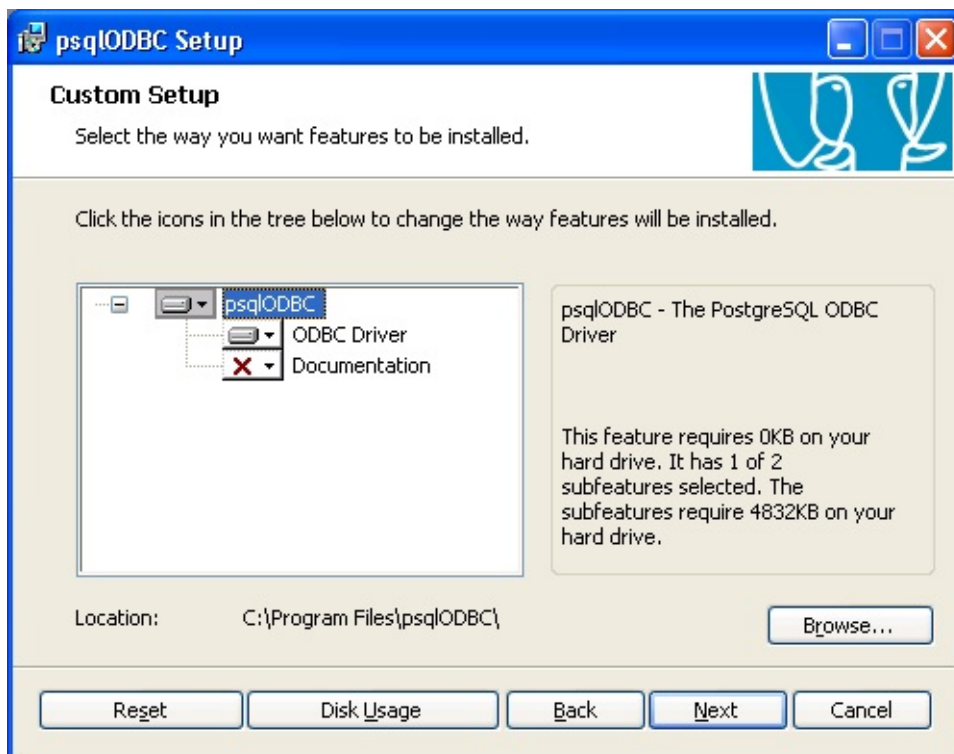 psqlODBC Setup
Custom Setup
Select the way you want features to be installed.
Click the icons in the tree below to change the way features will be installed.
psqlODBC
ODBC Driver
Documentation
psqlODBC - The PostgreSQL ODBC
Driver
This feature requires 0KB on your
hard drive. It has 1 of 2
subfeatures selected. The
subfeatures require 4832KB on your
hard drive.
Location: C:\Program Files\psqlODBC\
Browse...
Reset Disk Usage Back Next Cancel